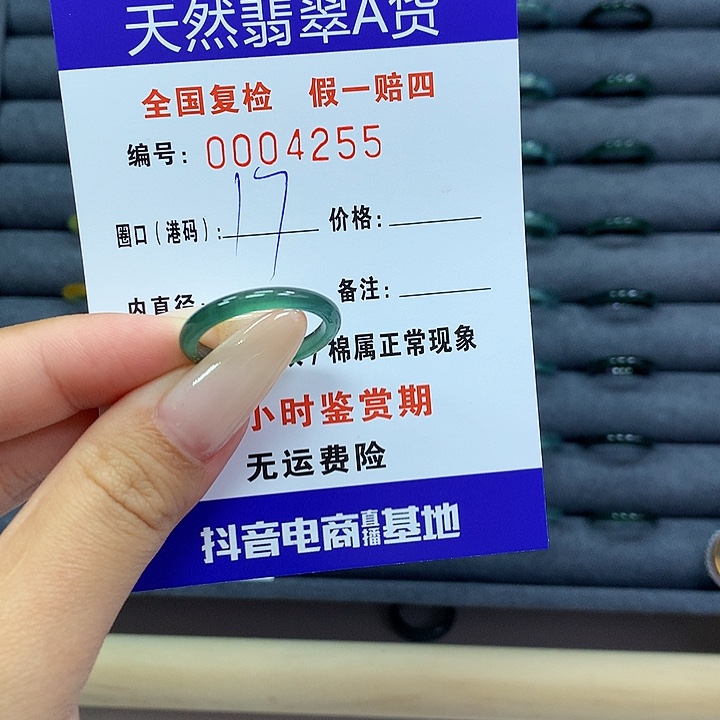 天然翡翠A货
全国复检 假一赔四
编号: 0004255
圈口(港码): 17 价格:
内直径: 备注:
/棉属正常现象
小时鉴赏期
无运费险
抖音电商直播基地